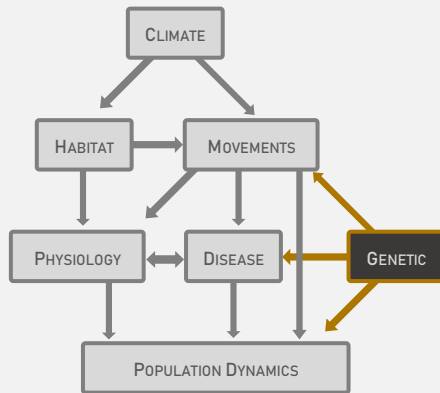 CLIMATE
HABITAT
MOVEMENTS
PHYSIOLOGY
DISEASE
GENETIC
POPULATION DYNAMICS